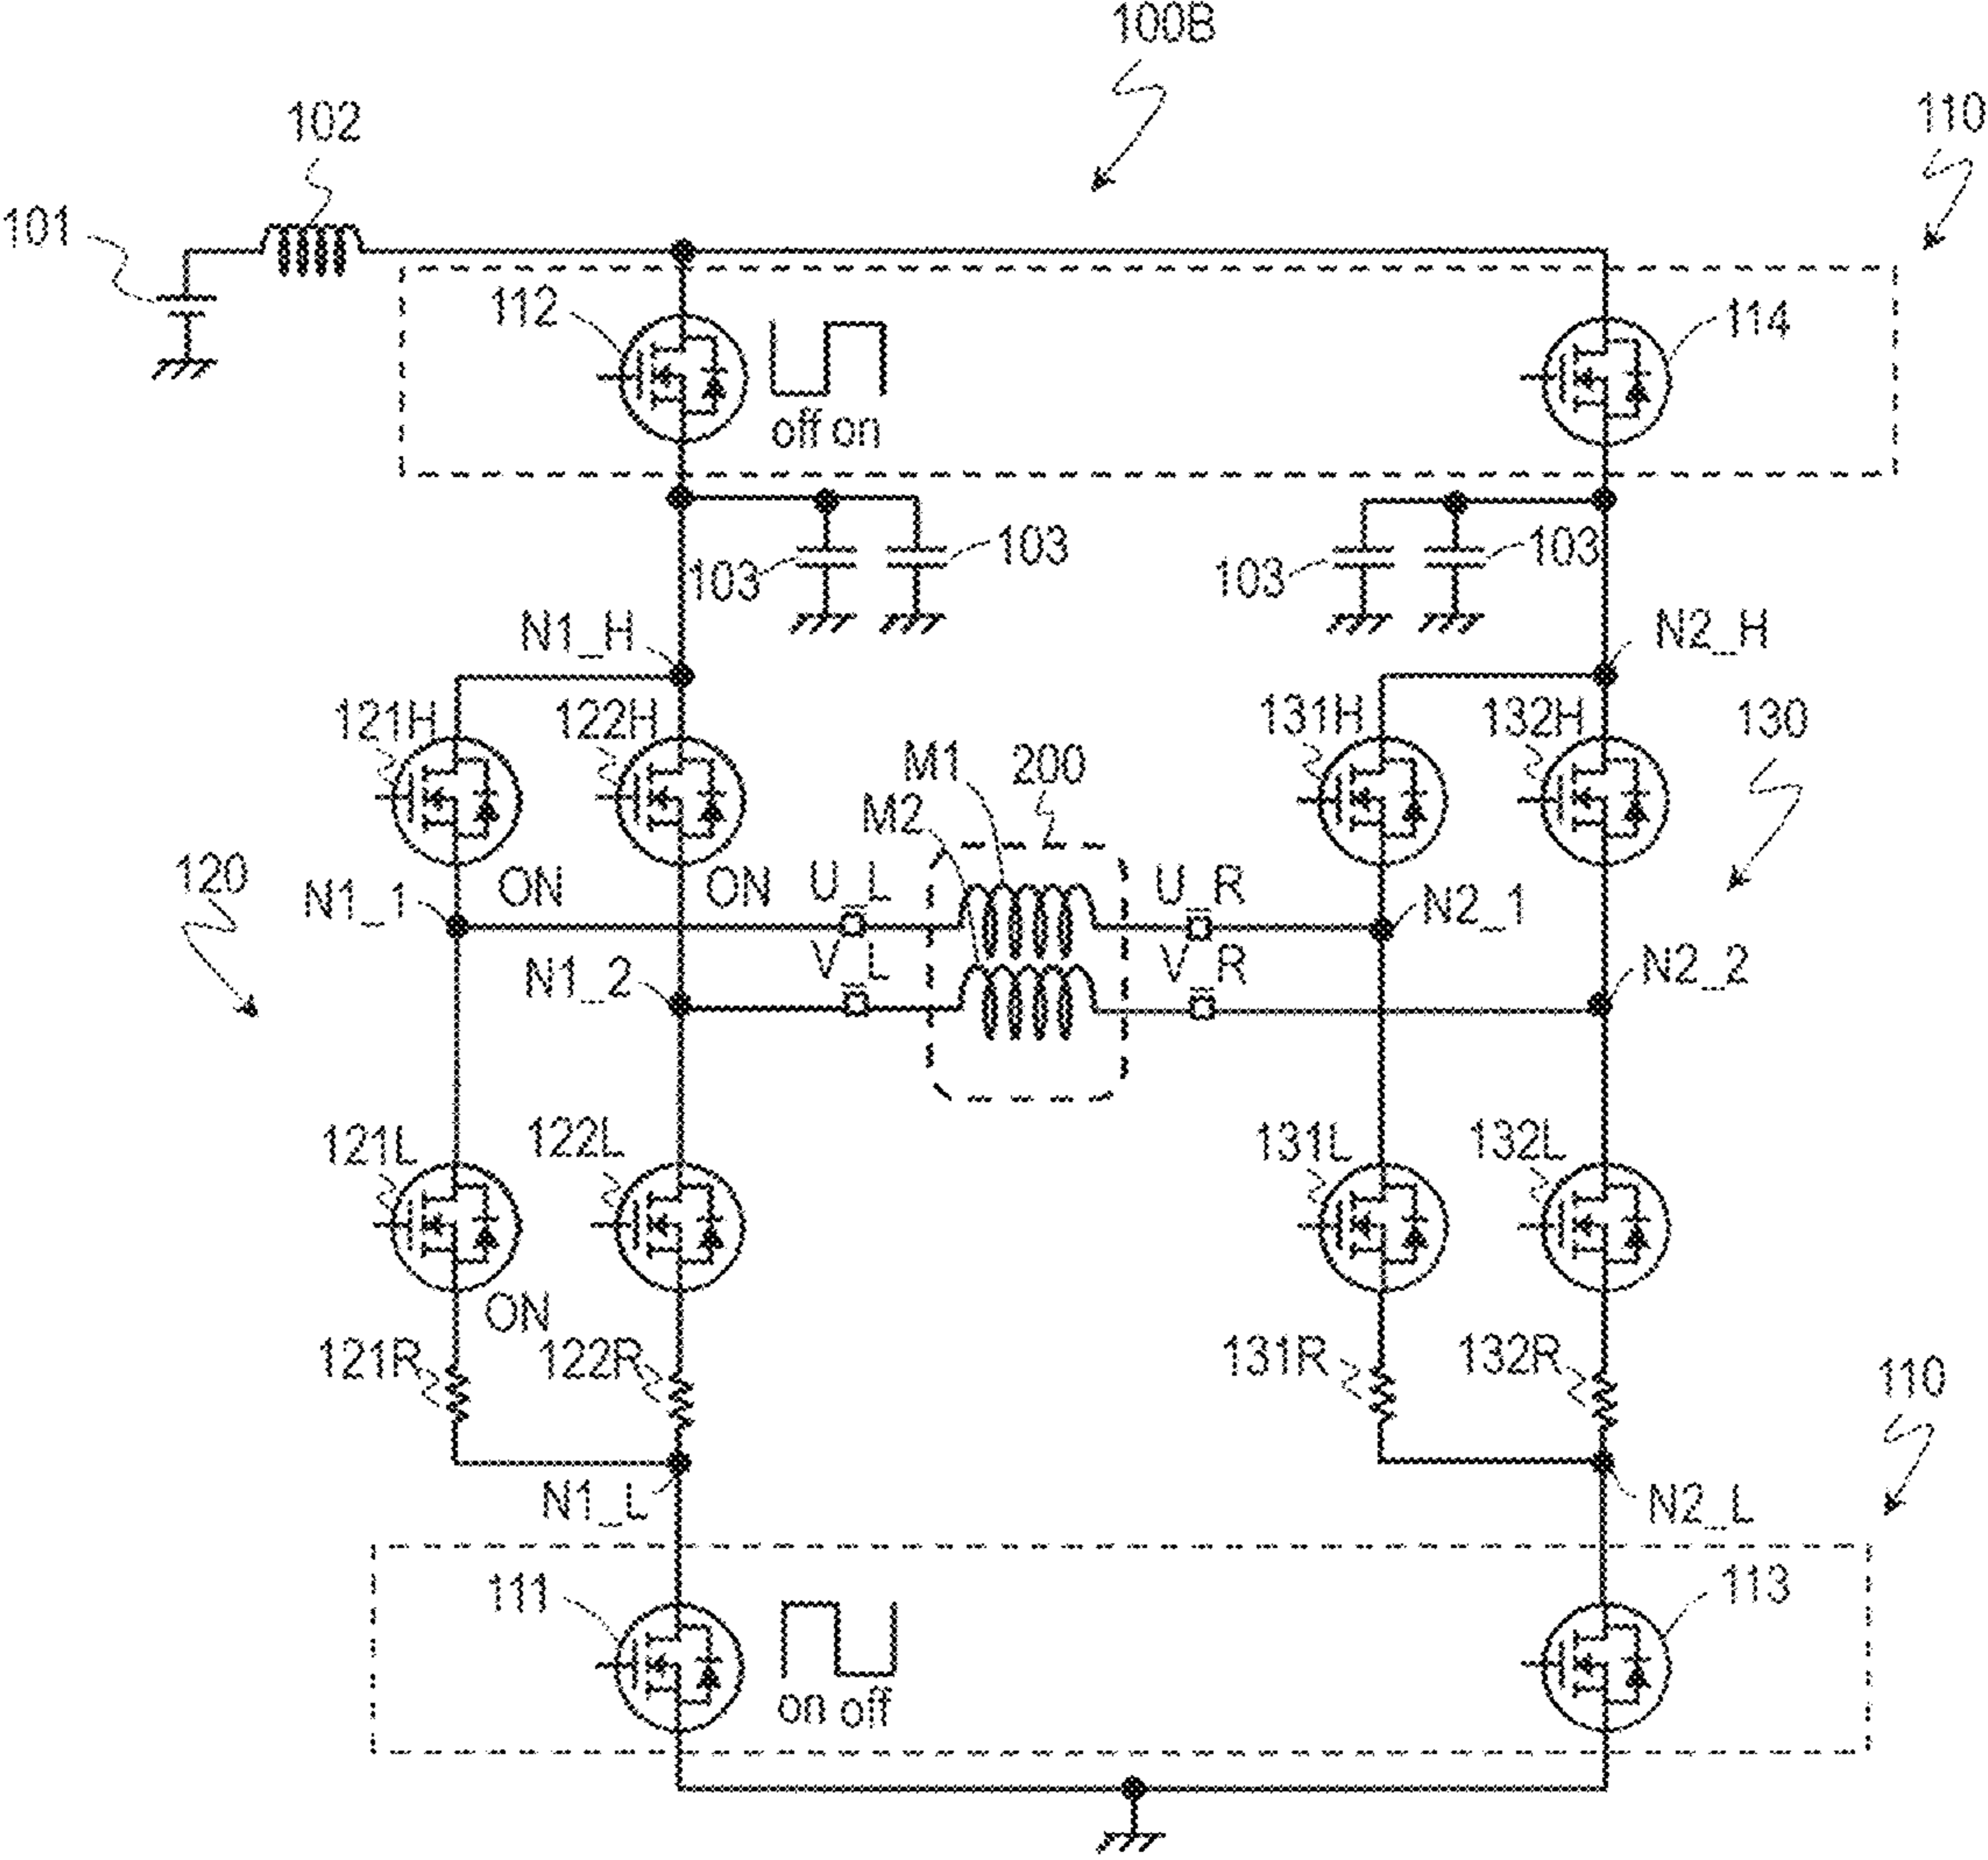 100B
102
110
101
112
114
off on
103
103
103
103
N1_H
N2_H
121H
122H
131H
132H
130
M1
200
M2
120
ON
ON
U_L
U_R
N1_1
N2_1
V_L
V_R
N1_2
N2_2
121L
122L
131L
132L
ON
121R
122R
131R
132R
110
N1_L
N2_L
111
113
on off